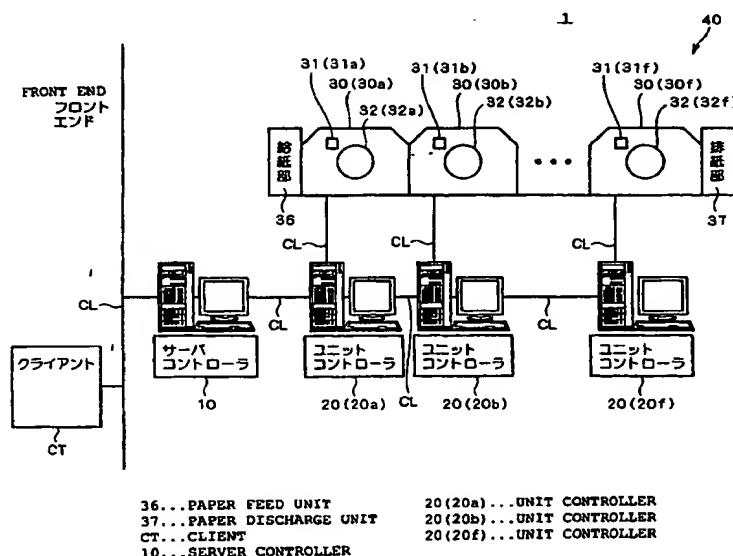 1
40
FRONT END
フロント
エンド
31(31a)
30(30a)
32(32a)
31(31b)
30(30b)
32(32b)
31(31f)
30(30f)
32(32f)
給紙部
...
排紙部
36
37
CL
CL
CL
CL
CL
CL
CL
クライアント
サーバ
コントローラ
ユニット
コントローラ
ユニット
コントローラ
ユニット
コントローラ
CT
10
20(20a)
20(20b)
20(20f)
36...PAPER FEED UNIT
37...PAPER DISCHARGE UNIT
CT...CLIENT
10...SERVER CONTROLLER
20(20a)...UNIT CONTROLLER
20(20b)...UNIT CONTROLLER
20(20f)...UNIT CONTROLLER